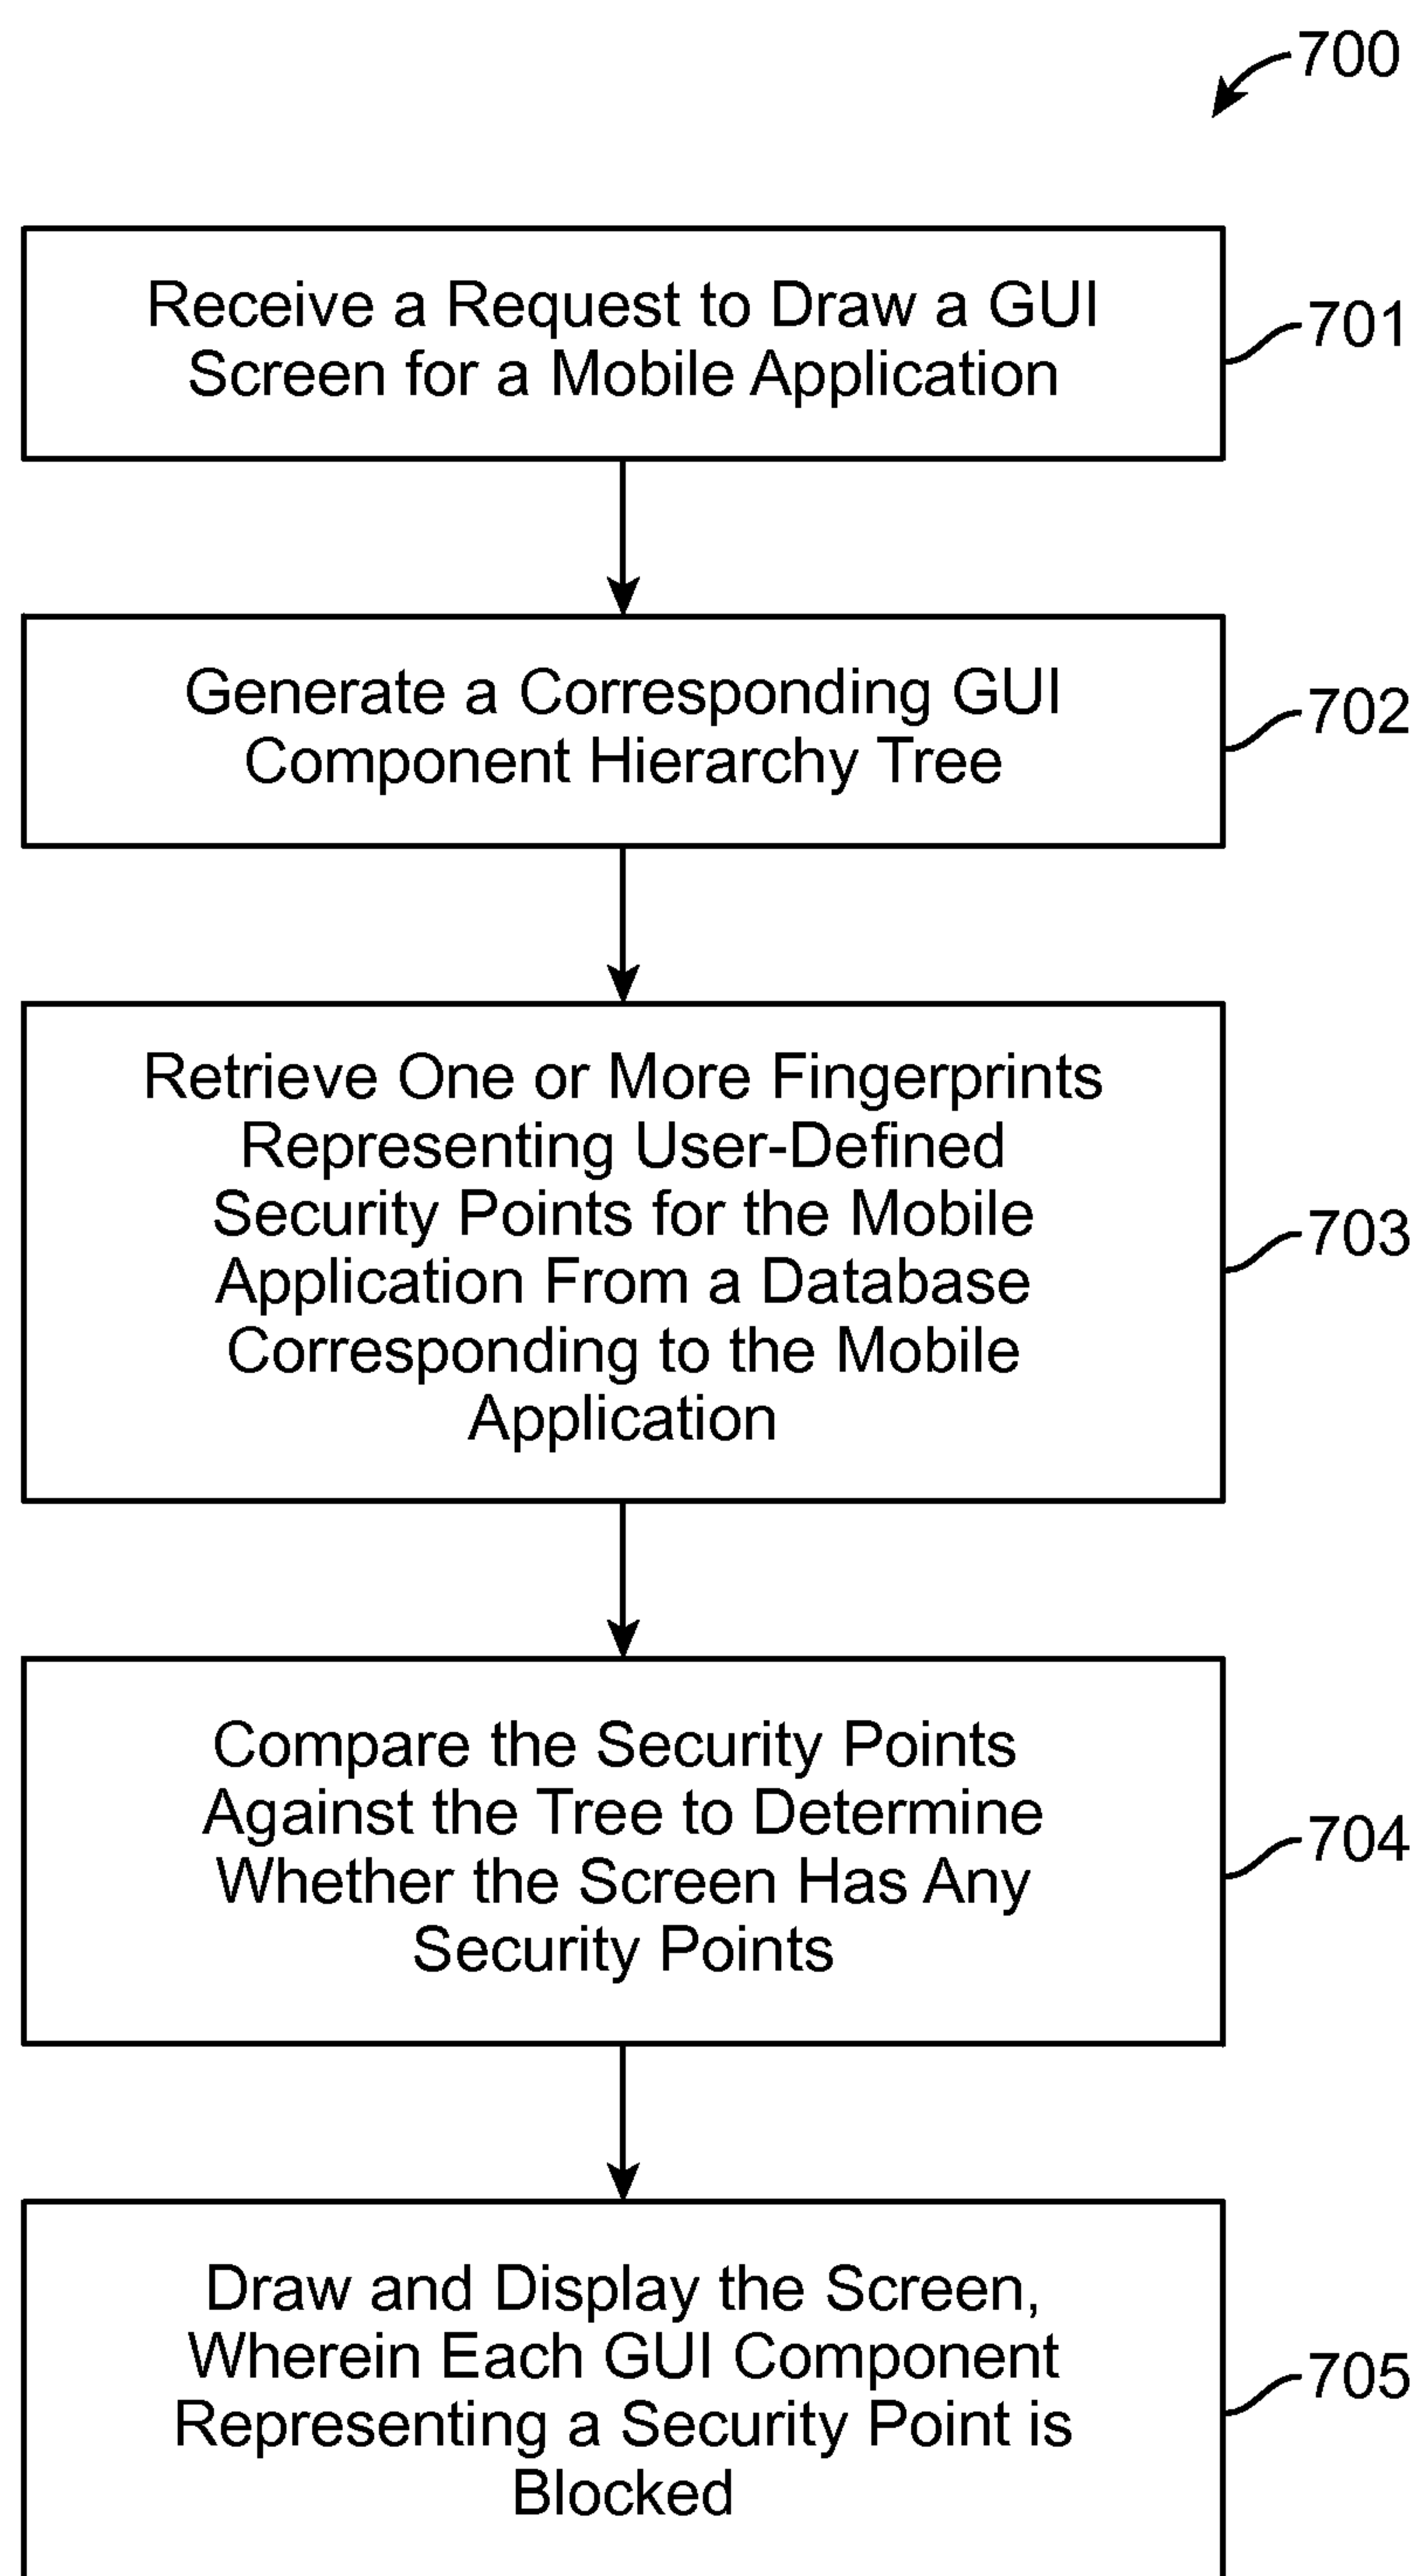 700
Receive a Request to Draw a GUI
Screen for a Mobile Application
701
Generate a Corresponding GUI
Component Hierarchy Tree
702
Retrieve One or More Fingerprints
Representing User-Defined
Security Points for the Mobile
Application From a Database
Corresponding to the Mobile
Application
703
Compare the Security Points
Against the Tree to Determine
Whether the Screen Has Any
Security Points
704
Draw and Display the Screen,
Wherein Each GUI Component
Representing a Security Point is
Blocked
705